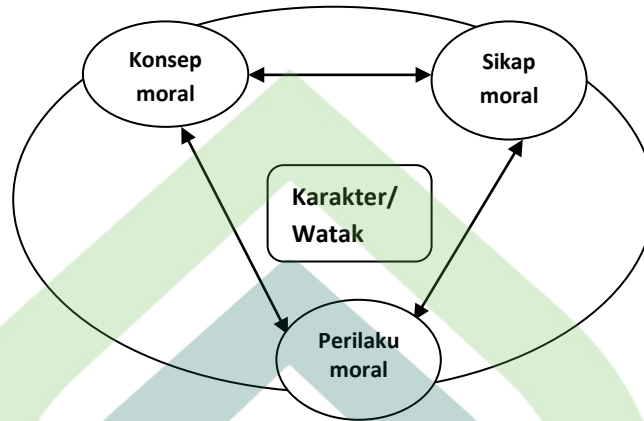 Konsep
moral
Sikap
moral
Karakter/
Watak
Perilaku
moral